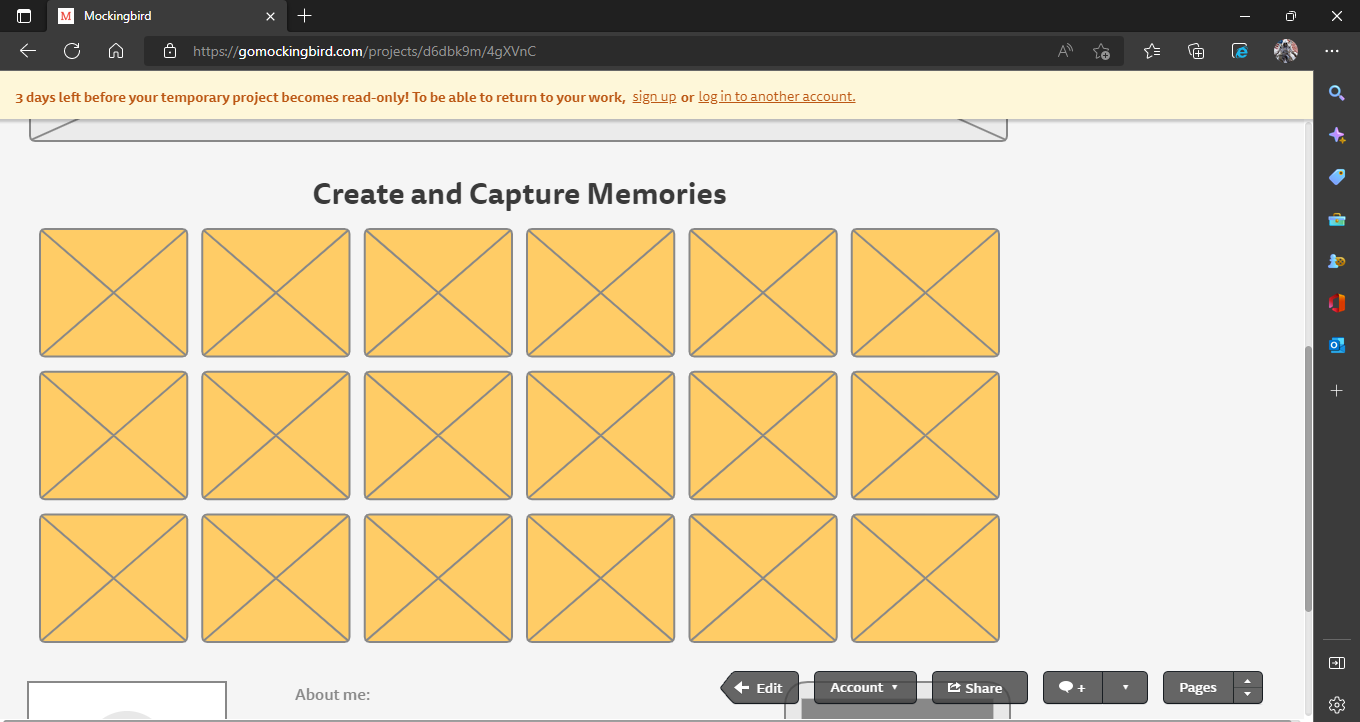 Mockingbird
https://gomockingbird.com/projects/d6dbk9m/4gXVnC
3 days left before your temporary project becomes read-only! To be able to return to your work, sign up or log in to another account.
Create and Capture Memories
About me:
Edit
Account
Share
+
Pages